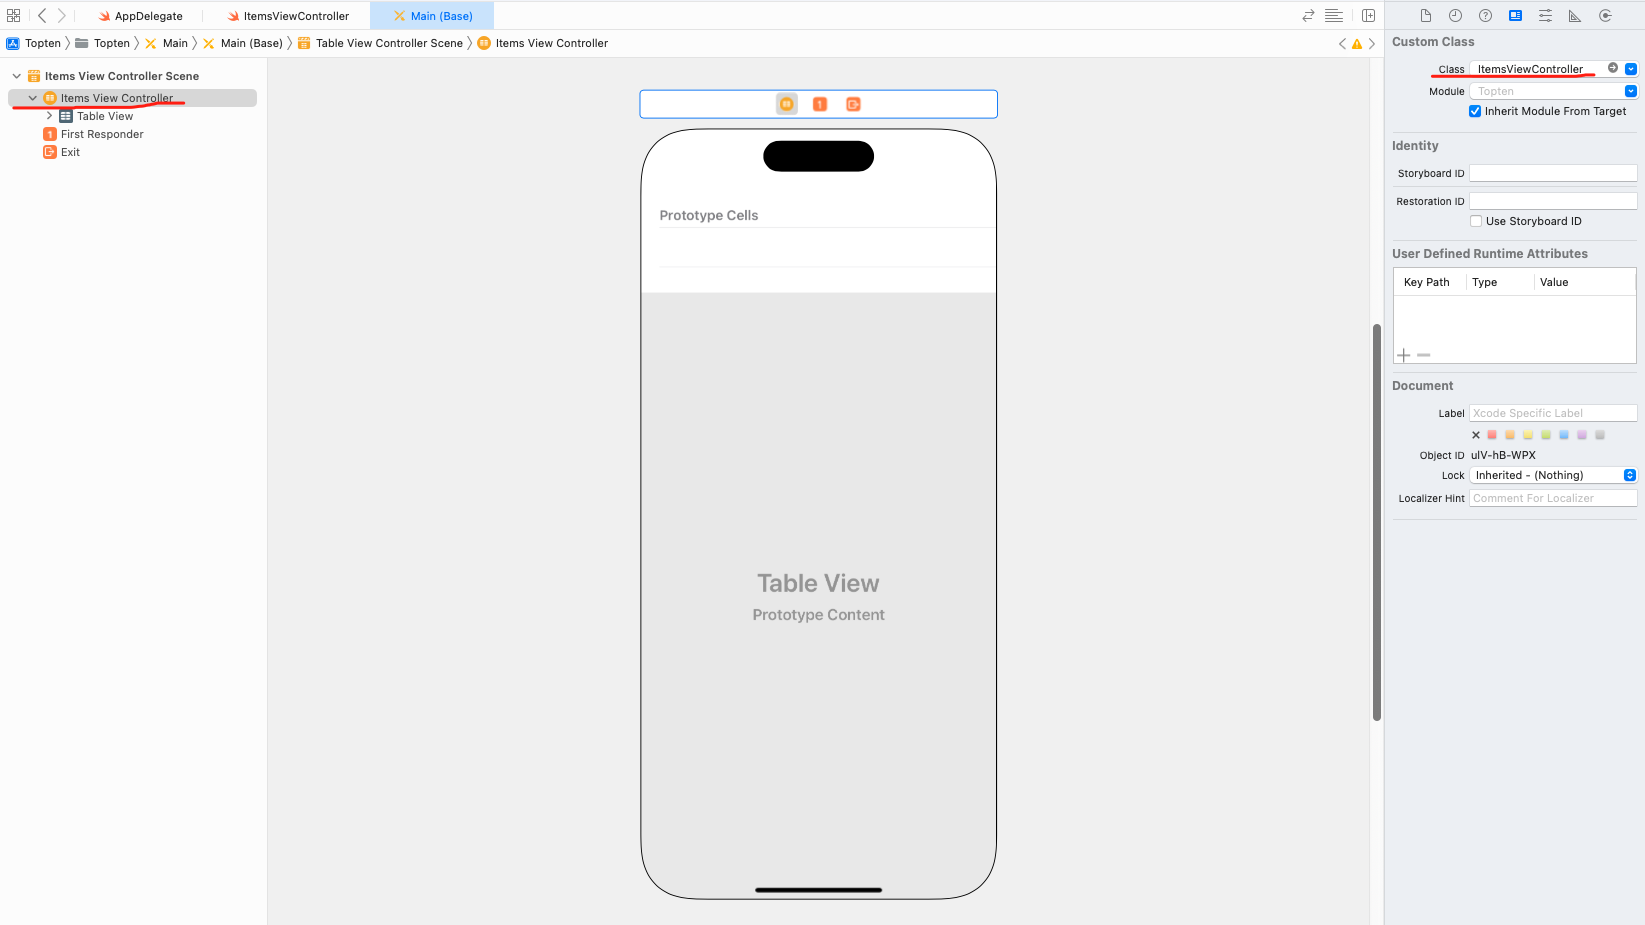 AppDelegate
ItemsViewController
Main (Base)
Topten
Topten
Main
Main (Base)
Table View Controller Scene
Items View Controller
Items View Controller Scene
Items View Controller
Table View
1 First Responder
Exit
1
Prototype Cells
Table View
Prototype Content
Custom Class
Class ItemsViewController
Module Topten
Inherit Module From Target
Identity
Storyboard ID
Restoration ID
Use Storyboard ID
User Defined Runtime Attributes
Key Path Type Value
Document
Label Xcode Specific Label
Object ID uIV-hB-WPX
Lock Inherited - (Nothing)
Localizer Hint Comment For Localizer